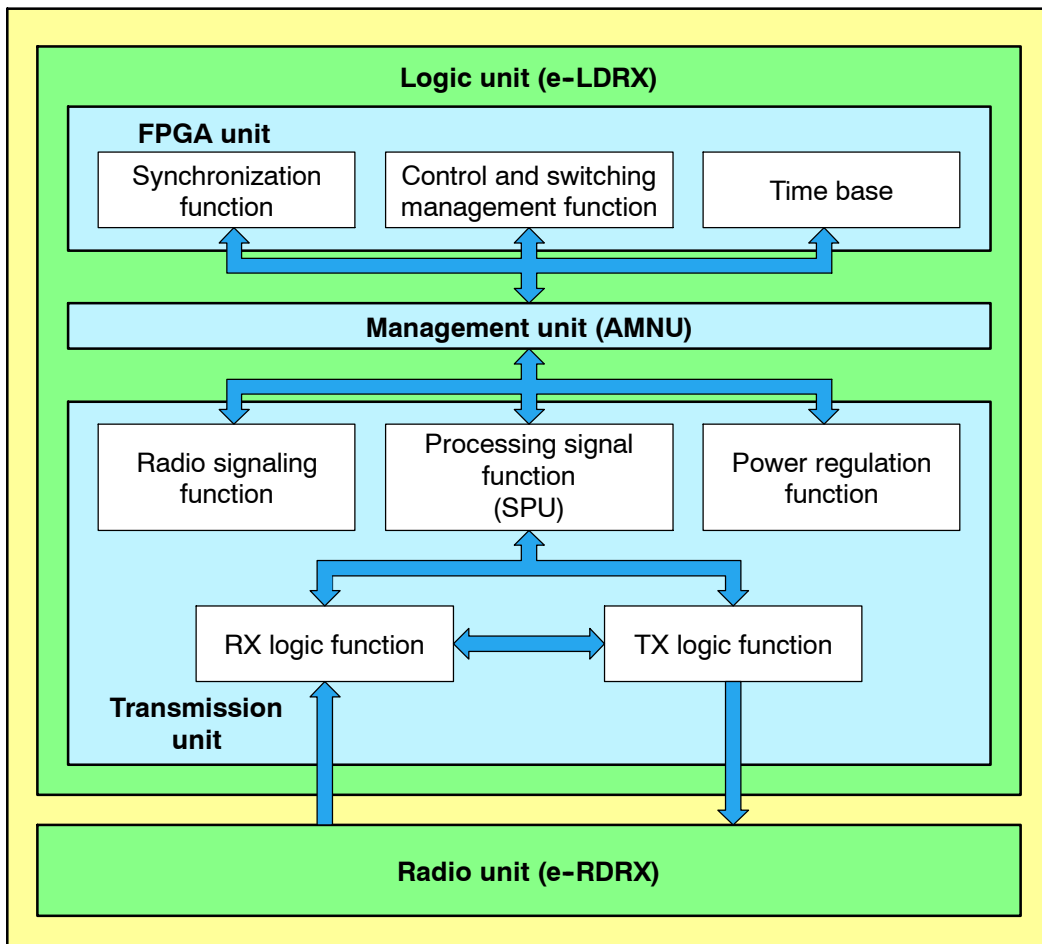 Logic unit (e-LDRX)
FPGA unit
Synchronization
function
Control and switching
management function
Time base
Management unit (AMNU)
Radio signaling
function
Processing signal
function
(SPU)
Power regulation
function
RX logic function
TX logic function
Transmission
unit
Radio unit (e-RDRX)